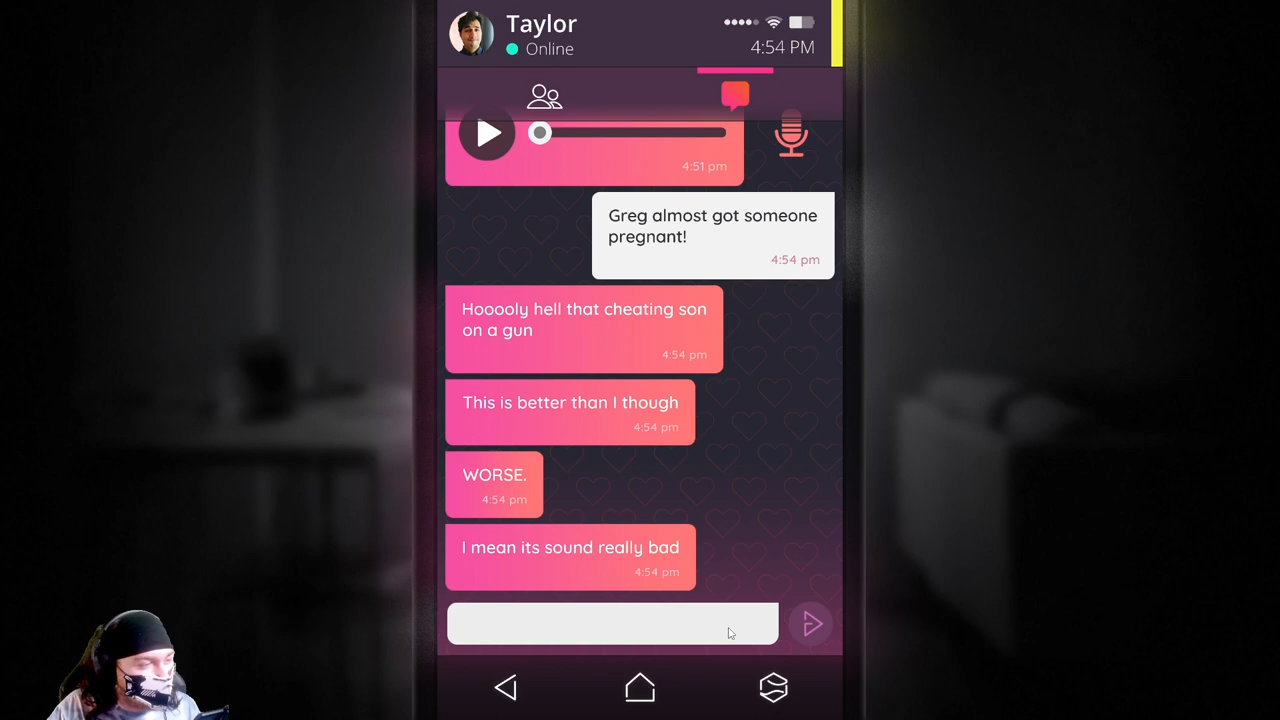 Taylor
Online
4:54 PM
4:51 pm
Greg almost got someone
pregnant!
4:54 pm
Hooooly hell that cheating son
on a gun
4:54 pm
This is better than I though
4:54 pm
WORSE.
4:54 pm
I mean its sound really bad
4:54 pm